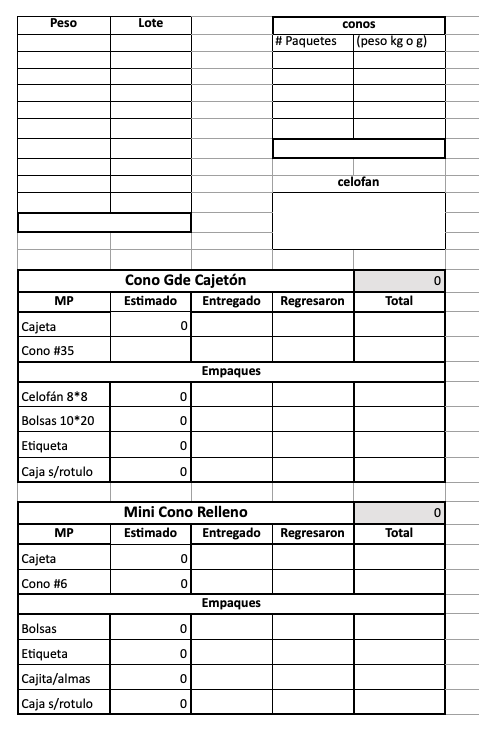 Peso Lote conos
# Paquetes (peso kg o g)
celofan
Cono Gde Cajetón 0
MP Estimado Entregado Regresaron Total
Cajeta 0
Cono #35
Empaques
Celofán 8*8 0
Bolsas 10*20 0
Etiqueta 0
Caja s/rotulo 0
Mini Cono Relleno 0
MP Estimado Entregado Regresaron Total
Cajeta 0
Cono #6 0
Empaques
Bolsas 0
Etiqueta 0
Cajita/almas 0
Caja s/rotulo 0